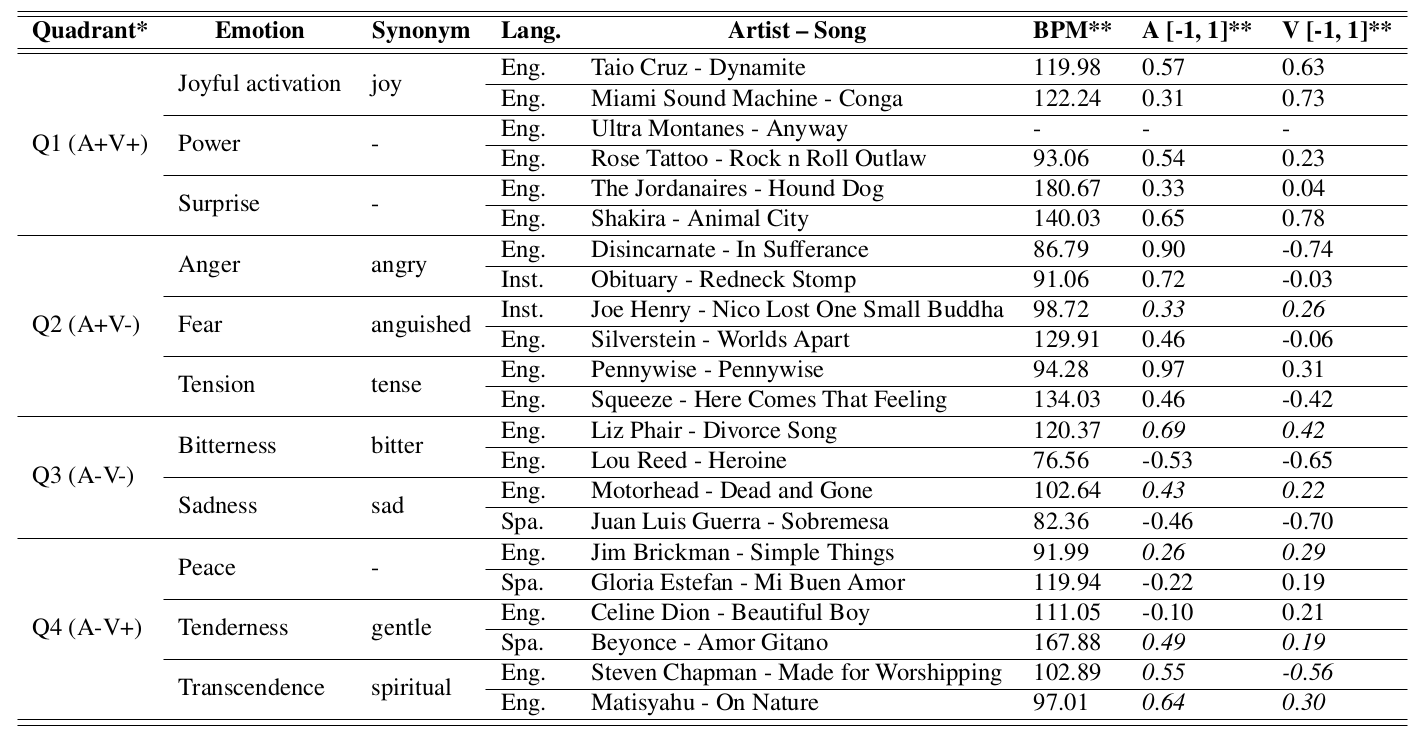 Quadrant* Emotion Synonym Lang. Artist – Song BPM** A [-1, 1]** V [-1, 1]**
Q1 (A+V+) Joyful activation joy Eng. Taio Cruz - Dynamite 119.98 0.57 0.63
Eng. Miami Sound Machine - Conga 122.24 0.31 0.73
Power - Eng. Ultra Montanes - Anyway - - -
Eng. Rose Tattoo - Rock n Roll Outlaw 93.06 0.54 0.23
Surprise - Eng. The Jordanaires - Hound Dog 180.67 0.33 0.04
Eng. Shakira - Animal City 140.03 0.65 0.78
Q2 (A+V-) Anger angry Eng. Disincarnate - In Sufferance 86.79 0.90 -0.74
Inst. Obituary - Redneck Stomp 91.06 0.72 -0.03
Fear anguished Inst. Joe Henry - Nico Lost One Small Buddha 98.72 0.33 0.26
Eng. Silverstein - Worlds Apart 129.91 0.46 -0.06
Tension tense Eng. Pennywise - Pennywise 94.28 0.97 0.31
Eng. Squeeze - Here Comes That Feeling 134.03 0.46 -0.42
Q3 (A-V-) Bitterness bitter Eng. Liz Phair - Divorce Song 120.37 0.69 0.42
Eng. Lou Reed - Heroine 76.56 -0.53 -0.65
Sadness sad Eng. Motorhead - Dead and Gone 102.64 0.43 0.22
Spa. Juan Luis Guerra - Sobremesa 82.36 -0.46 -0.70
Q4 (A-V+) Peace - Eng. Jim Brickman - Simple Things 91.99 0.26 0.29
Spa. Gloria Estefan - Mi Buen Amor 119.94 -0.22 0.19
Tenderness gentle Eng. Celine Dion - Beautiful Boy 111.05 -0.10 0.21
Spa. Beyonce - Amor Gitano 167.88 0.49 0.19
Transcendence spiritual Eng. Steven Chapman - Made for Worshipping 102.89 0.55 -0.56
Eng. Matisyahu - On Nature 97.01 0.64 0.30